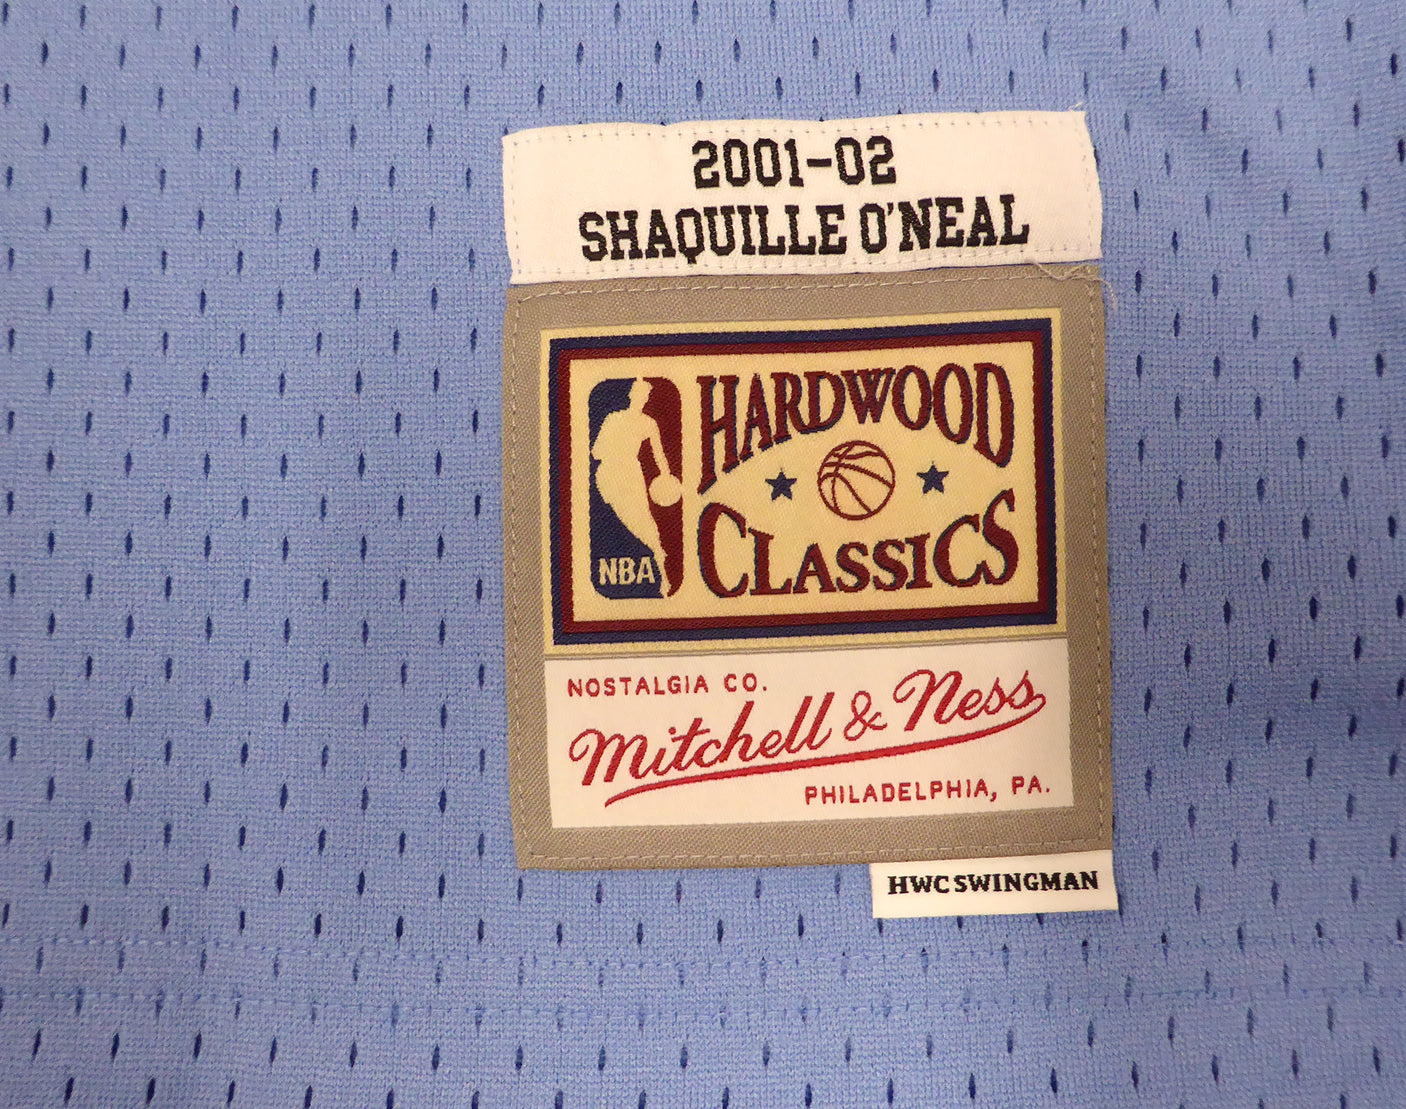 2001-02
SHAQUILLE O'NEAL
HARDWOOD
CLASSICS
NBA
NOSTALGIA CO.
Mitchell & Ness
PHILADELPHIA, PA.
HWC SWINGMAN